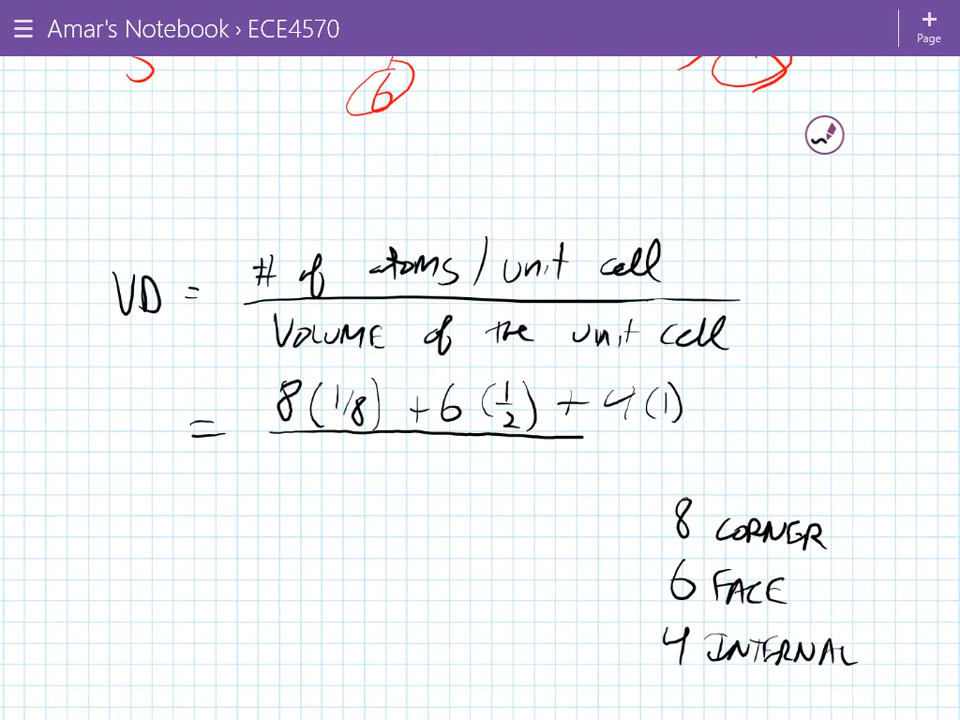 Amar's Notebook › ECE4570
Page
6
VD = # of atoms / unit cell
VOLUME of the unit cell
= 8 (1/8) + 6 (1/2) + 4 (1)
8 CORNER
6 FACE
4 INTERNAL